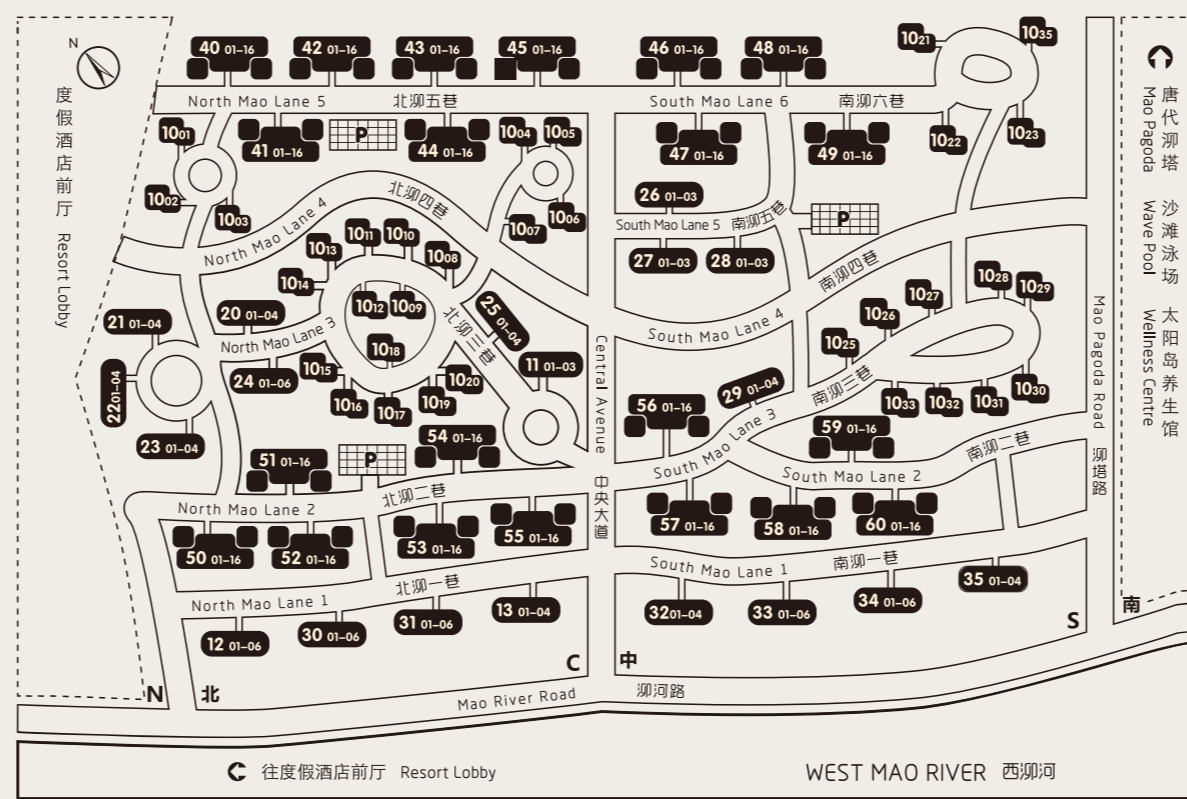 40 01-16
42 01-16
43 01-16
45 01-16
46 01-16
48 01-16
1021
1035
N
度假酒店前厅 Resort Lobby
North Mao Lane 5 北泖五巷
South Mao Lane 6 南泖六巷
1001
41 01-16
P
44 01-16
1004
1005
47 01-16
49 01-16
1022
1023
唐代泖塔 Mao Pagoda
沙滩泳场 Wave Pool
太阳岛养生馆 Wellness Centre
1002
1003
26 01-03
North Mao Lane 4 北泖四巷
1006
1007
South Mao Lane 5 南泖五巷
P
1013
1011
1010
1008
27 01-03
28 01-03
南泖四巷
1014
1012
1009
1027
1028
1029
21 01-04
20 01-04
25 01-04
1026
South Mao Lane 4
North Mao Lane 3 北泖三巷
1018
1025
22 01-04
24 01-06
1015
1020
11 01-03
Central Avenue 中央大道
29 01-04
南泖三巷
Mao Pagoda Road 泖塔路
1016
1017
1019
56 01-16
1033
1032
1031
1030
23 01-04
54 01-16
59 01-16
51 01-16
P
South Mao Lane 3
南泖二巷
South Mao Lane 2
North Mao Lane 2 北泖二巷
57 01-16
58 01-16
60 01-16
50 01-16
52 01-16
53 01-16
55 01-16
South Mao Lane 1 南泖一巷
35 01-04
North Mao Lane 1 北泖一巷
13 01-04
32 01-04
33 01-06
34 01-06
12 01-06
30 01-06
31 01-06
S 南
N 北
C 中
Mao River Road 泖河路
往度假酒店前厅 Resort Lobby
WEST MAO RIVER 西泖河